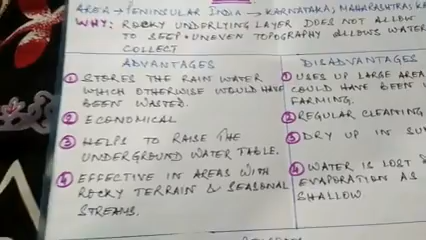 AREA → PENINSULAR INDIA → KARNATAKA, MAHARASHTRA,
WHY: ROCKY UNDERLYING LAYER DOES NOT ALLOW
TO SEEP + UNEVEN TOPOGRAPHY ALLOWS WATER
COLLECT
ADVANTAGES
① STORES THE RAIN WATER
WHICH OTHERWISE WOULD HAVE
BEEN WASTED.
② ECONOMICAL
③ HELPS TO RAISE THE
UNDERGROUND WATER TABLE.
④ EFFECTIVE IN AREAS WITH
ROCKY TERRAIN & SEASONAL
STREAMS.
DISADVANTAGES
① USES UP LARGE AREA
COULD HAVE BEEN
FARMING.
② REGULAR CLEANING
③ DRY UP IN
④ WATER IS LOST
EVAPORATION AS
SHALLOW.